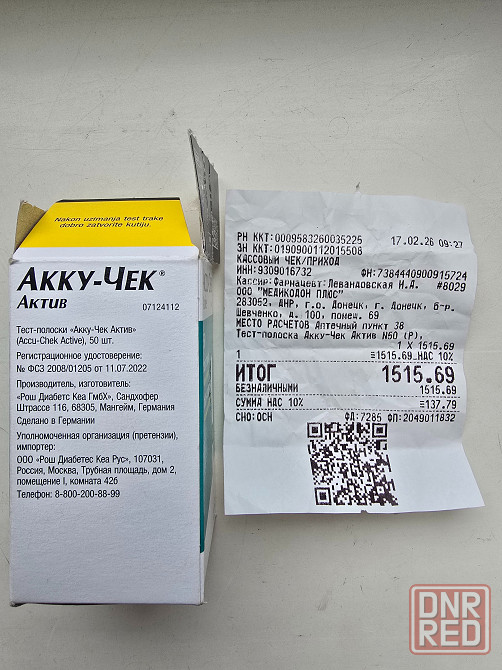 Nakon uzimanja test trake
dobro zatvorite kutiju.
АККУ-ЧЕК®
АКТИВ
07124112
Тест-полоски «Акку-Чек Актив»
(Accu-Chek Active), 50 шт.
Регистрационное удостоверение:
№ ФСЗ 2008/01205 от 11.07.2022
Производитель, изготовитель:
«Рош Диабетс Кеа ГмбХ», Сандхофер
Штрассе 116, 68305, Мангейм, Германия
Сделано в Германии
Уполномоченная организация (претензии),
импортер:
ООО «Рош Диабетес Кеа Рус», 107031,
Россия, Москва, Трубная площадь, дом 2,
помещение I, комната 42б
Телефон: 8-800-200-88-99
РН ККТ:0009583260035225 17.02.26 09:27
ЗН ККТ:0190900112015508
КАССОВЫЙ ЧЕК/ПРИХОД
ИНН:9309016732 ФН:7384440900915724
Кассир:Фармацевт:Левандовская И.А. #8029
ООО "МЕДИКОДОН ПЛЮС"
283052, ДНР, г.о. Донецк, г. Донецк, б-р.
Шевченко, д. 100, помещ. 69
МЕСТО РАСЧЕТОВ Аптечный пункт 38
Тест-полоска Акку-Чек Актив N50 (Р),
1 X 1515.69
1 ≡1515.69_НДС 10%
ИТОГ 1515.69
БЕЗНАЛИЧНЫМИ 1515.69
СУММА НДС 10% ≡137.79
СНО:ОСН ФД:7285 ФП:2049011832
DNR
RED